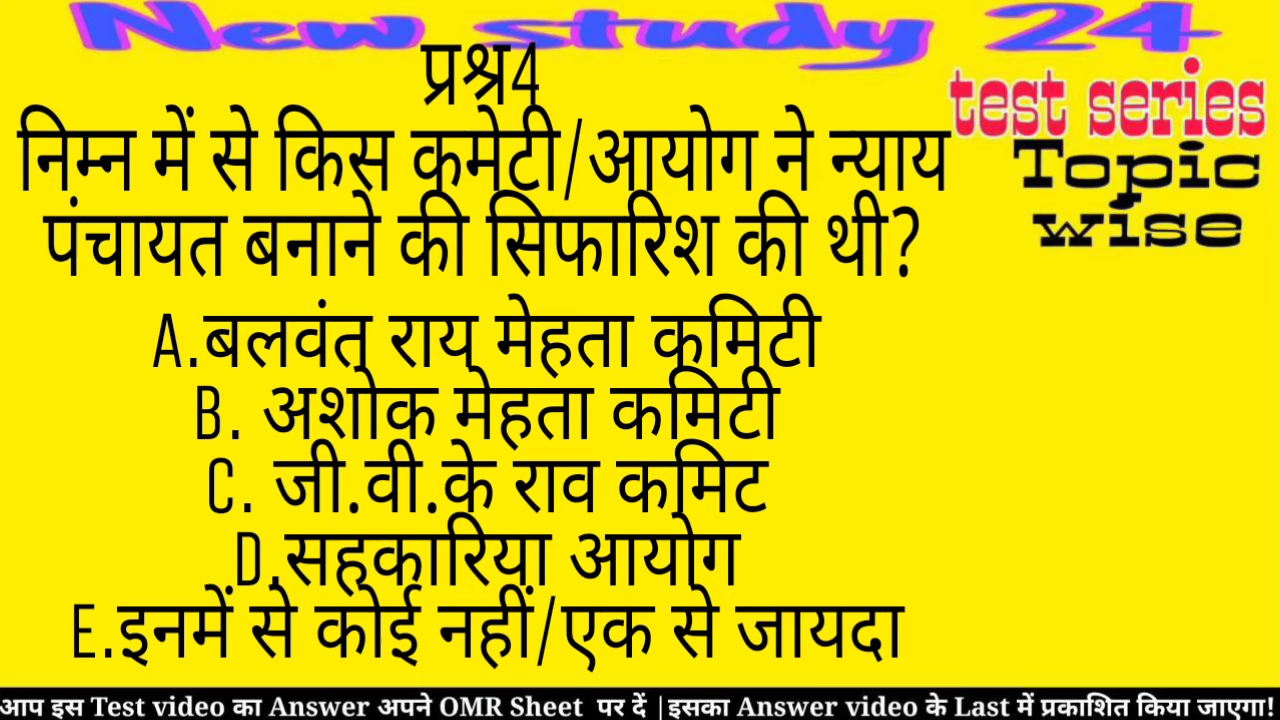 New study 24
test series
Topic
wise
प्रश्न4
निम्न में से किस कमेटी/आयोग ने न्याय
पंचायत बनाने की सिफारिश की थी?
A.बलवंत राय मेहता कमिटी
B. अशोक मेहता कमिटी
C. जी.वी.के राव कमिट
D.सहकारिया आयोग
E.इनमें से कोई नहीं/एक से जायदा
आप इस Test video का Answer अपने OMR Sheet पर दें |इसका Answer video के Last में प्रकाशित किया जाएगा!